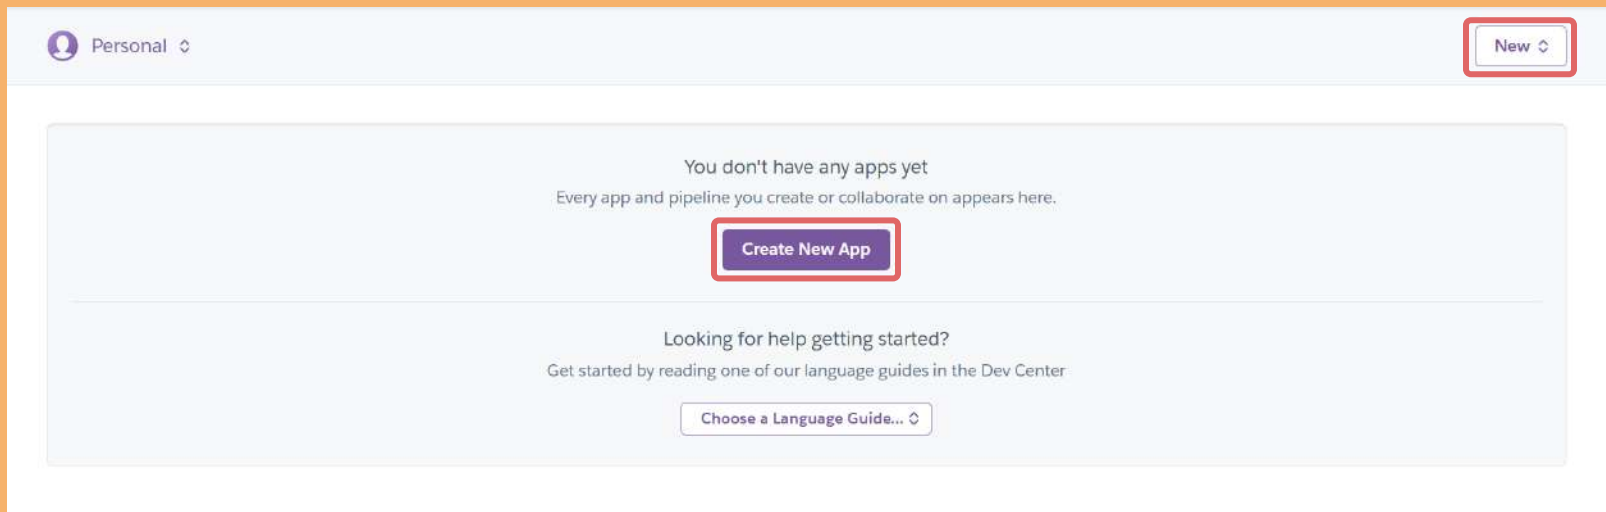 Personal
New
You don't have any apps yet
Every app and pipeline you create or collaborate on appears here.
Create New App
Looking for help getting started?
Get started by reading one of our language guides in the Dev Center
Choose a Language Guide...